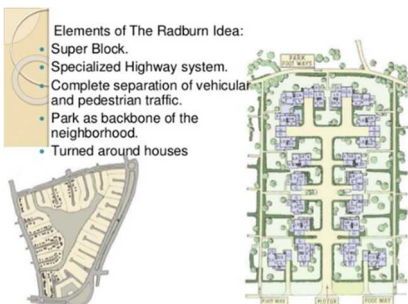 Elements of The Radburn Idea:
Super Block.
Specialized Highway system.
Complete separation of vehicular
and pedestrian traffic.
Park as backbone of the
neighborhood.
Turned around houses
PARK
FOOT WAYS
FOOT WAY
MOTOR
FOOT WAY